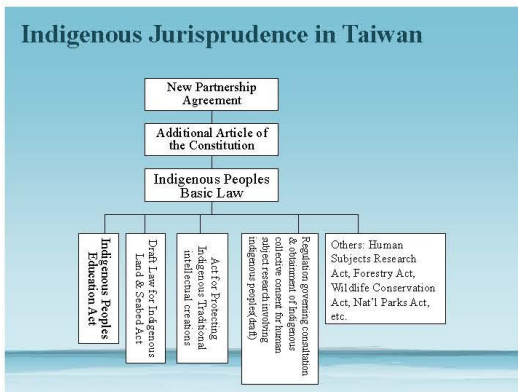 Indigenous Jurisprudence in Taiwan
New Partnership
Agreement
Additional Article of
the Constitution
Indigenous Peoples
Basic Law
Indigenous Peoples
Education Act
Draft Law for Indigenous
Land & Seabed Act
Act for Protecting
Indigenous Traditional
intellectual creations
Regulation governing consultation
& obtainment of Indigenous
collective consent for human
subject research involving
indigenous peoples(draft)
Others: Human
Subjects Research
Act, Forestry Act,
Wildlife Conservation
Act, Nat'l Parks Act,
etc.